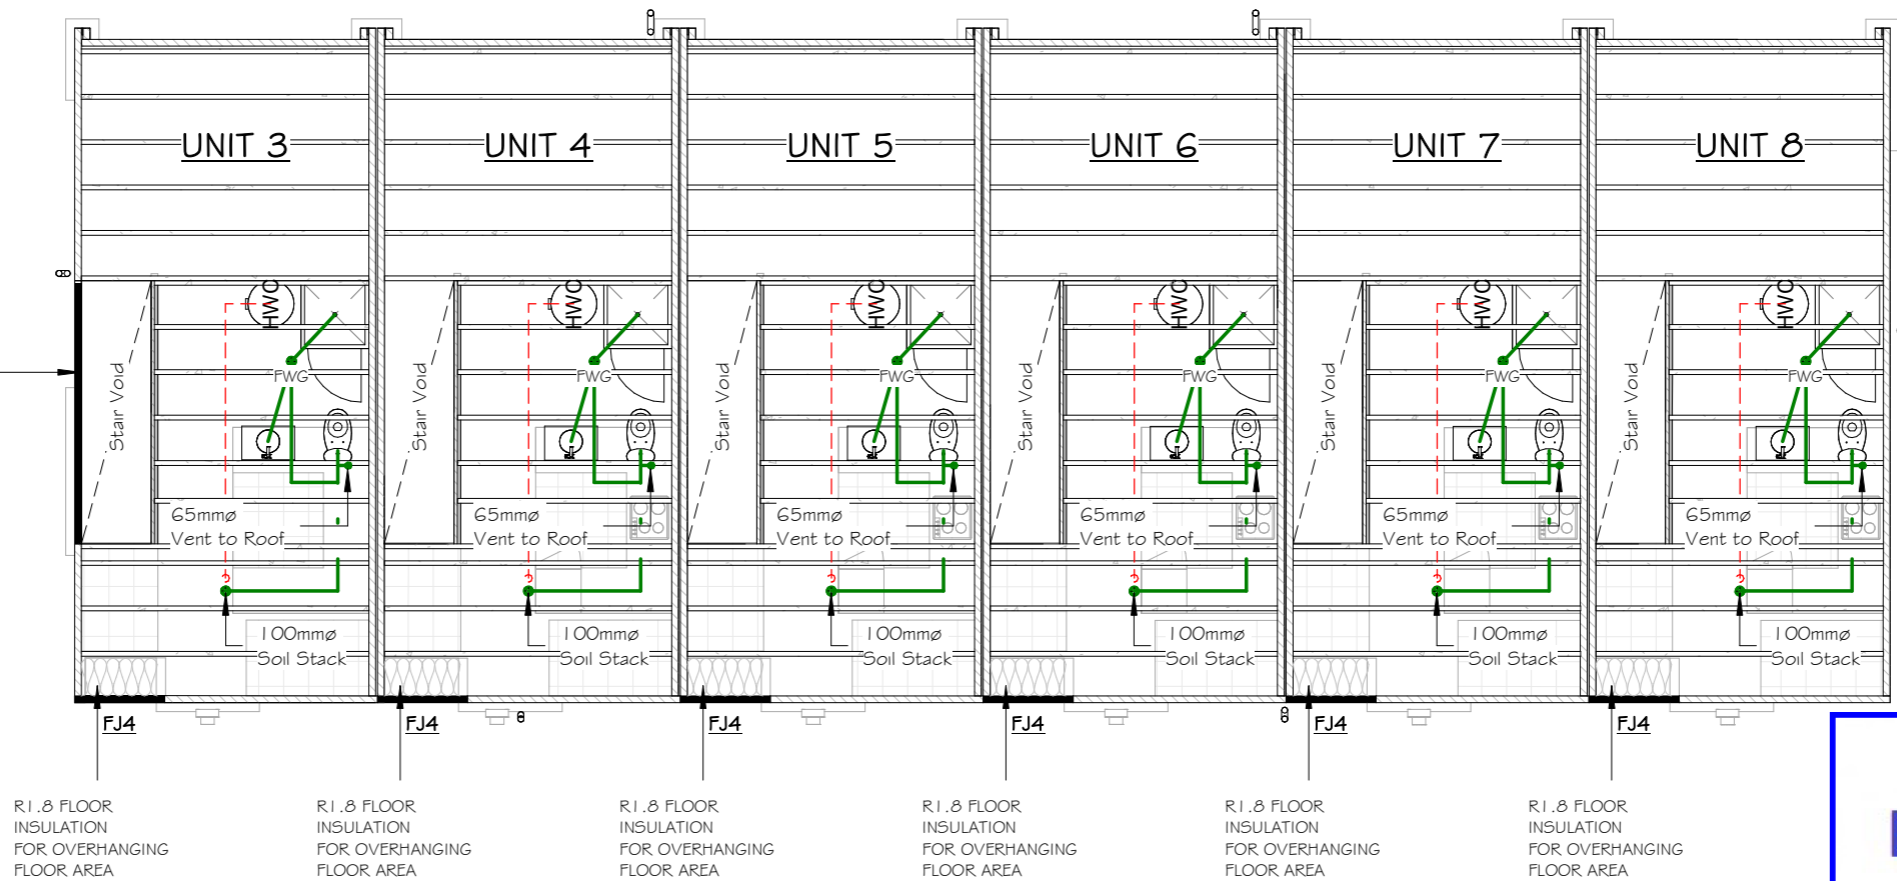 UNIT 3
UNIT 4
UNIT 5
UNIT 6
UNIT 7
UNIT 8
HWC
HWC
HWC
HWC
HWC
HWC
Stair Void
FWG
Stair Void
FWG
Stair Void
FWG
Stair Void
FWG
Stair Void
FWG
Stair Void
FWG
65mmø
Vent to Roof
65mmø
Vent to Roof
65mmø
Vent to Roof
65mmø
Vent to Roof
65mmø
Vent to Roof
65mmø
Vent to Roof
100mmø
Soil Stack
100mmø
Soil Stack
100mmø
Soil Stack
100mmø
Soil Stack
100mmø
Soil Stack
100mmø
Soil Stack
FJ4
FJ4
FJ4
FJ4
FJ4
FJ4
R1.8 FLOOR
INSULATION
FOR OVERHANGING
FLOOR AREA
R1.8 FLOOR
INSULATION
FOR OVERHANGING
FLOOR AREA
R1.8 FLOOR
INSULATION
FOR OVERHANGING
FLOOR AREA
R1.8 FLOOR
INSULATION
FOR OVERHANGING
FLOOR AREA
R1.8 FLOOR
INSULATION
FOR OVERHANGING
FLOOR AREA
R1.8 FLOOR
INSULATION
FOR OVERHANGING
FLOOR AREA